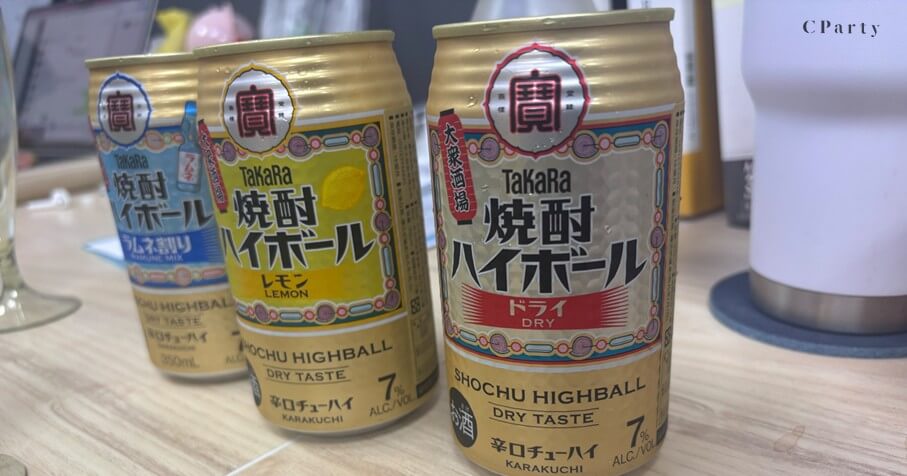 CParty
寶
TaKaRa
焼酎
ハイボール
ラムネ割り
RAMUNE MIX
SHOCHU HIGHBALL
DRY TASTE
辛口チューハイ
350ml
寶
TaKaRa
焼酎
ハイボール
レモン
LEMON
SHOCHU HIGHBALL
DRY TASTE
辛口チューハイ
KARAKUCHI
7%
ALC./VOL
寶
大衆酒場
TaKaRa
焼酎
ハイボール
ドライ
DRY
SHOCHU HIGHBALL
DRY TASTE
お酒
辛口チューハイ
KARAKUCHI
7%
ALC./VOL